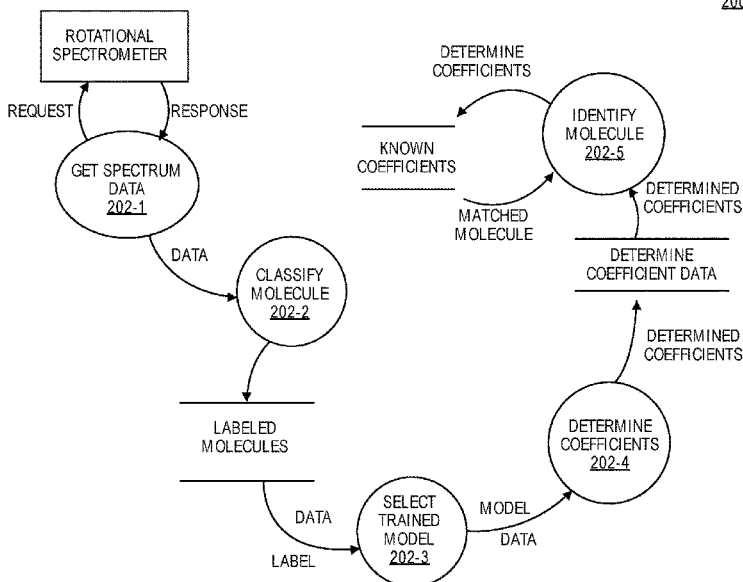 200
ROTATIONAL
SPECTROMETER
REQUEST
RESPONSE
GET SPECTRUM
DATA
202-1
DATA
CLASSIFY
MOLECULE
202-2
LABELED
MOLECULES
DATA
LABEL
SELECT
TRAINED
MODEL
202-3
MODEL
DATA
DETERMINE
COEFFICIENTS
202-4
DETERMINED
COEFFICIENTS
DETERMINE
COEFFICIENT DATA
DETERMINED
COEFFICIENTS
IDENTIFY
MOLECULE
202-5
DETERMINE
COEFFICIENTS
KNOWN
COEFFICIENTS
MATCHED
MOLECULE